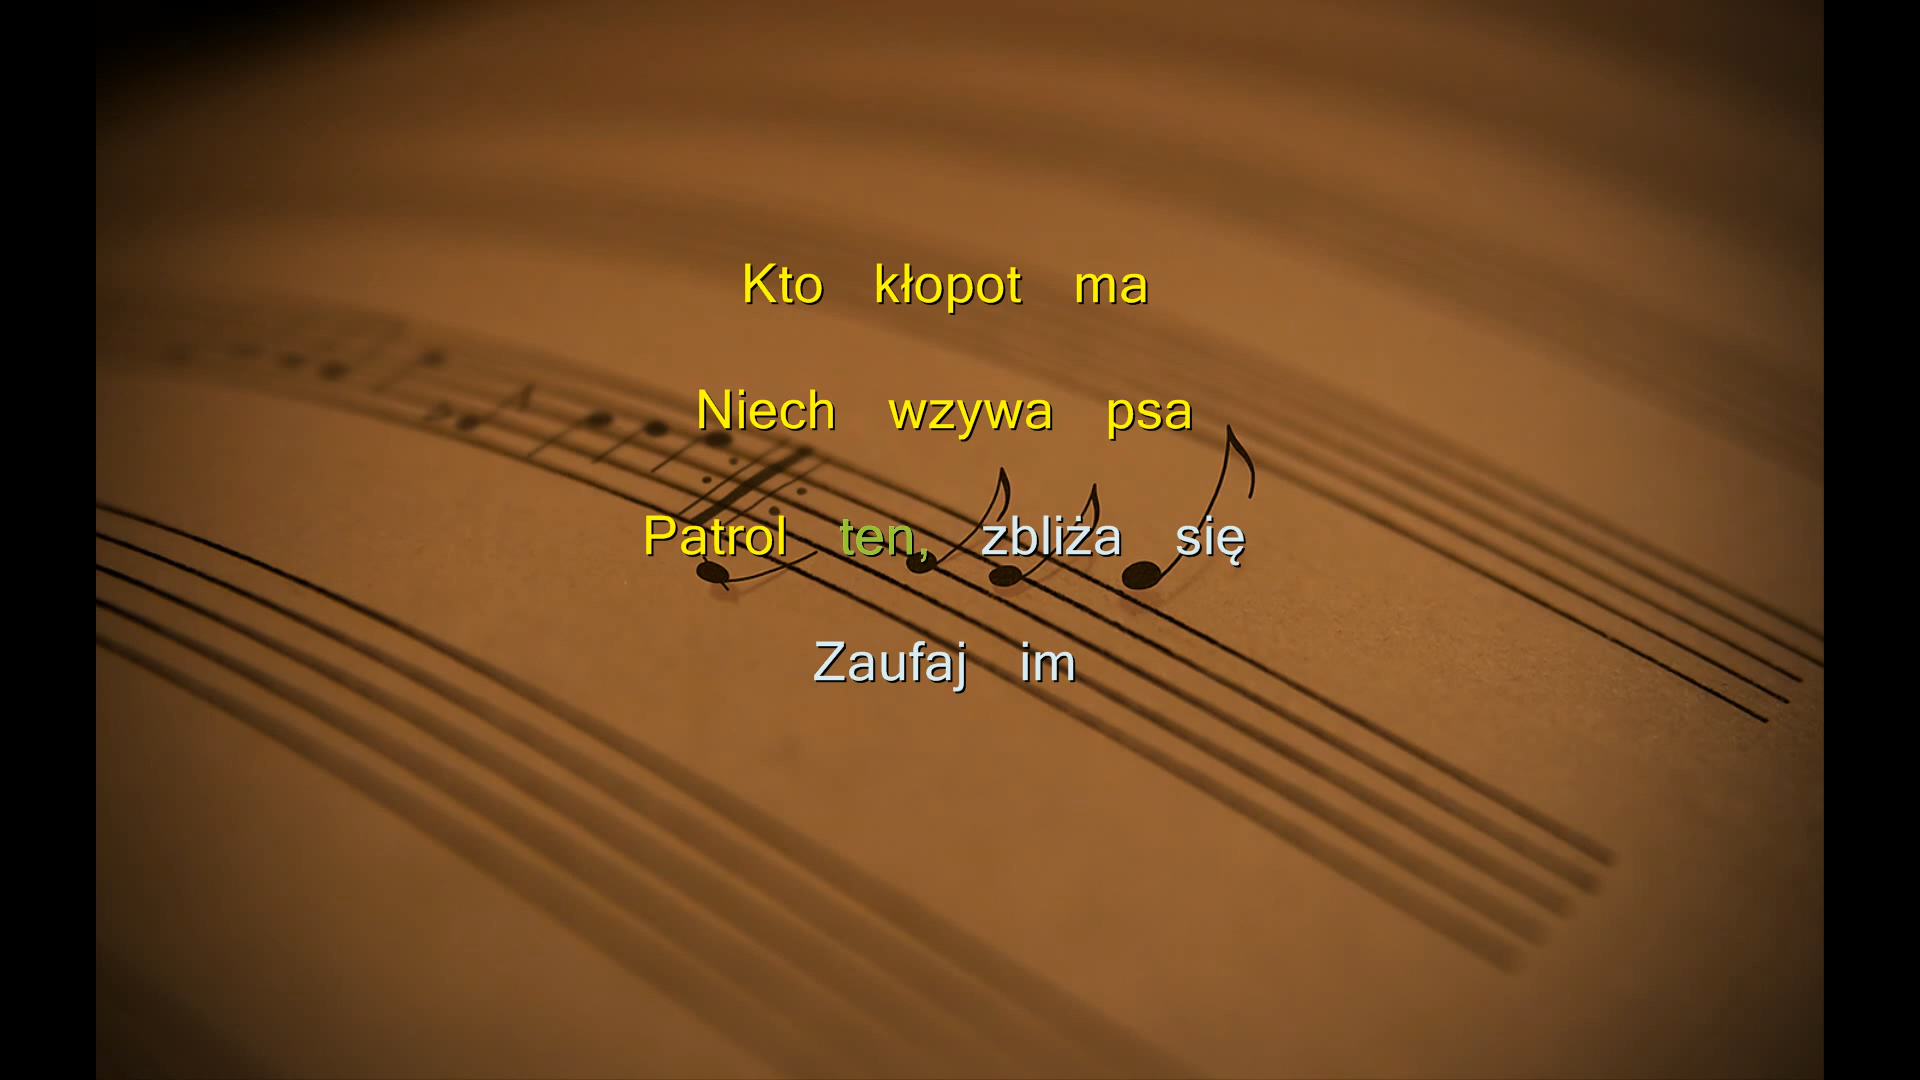 Kto kłopot ma
Niech wzywa psa
Patrol ten, zbliża się
Zaufaj im